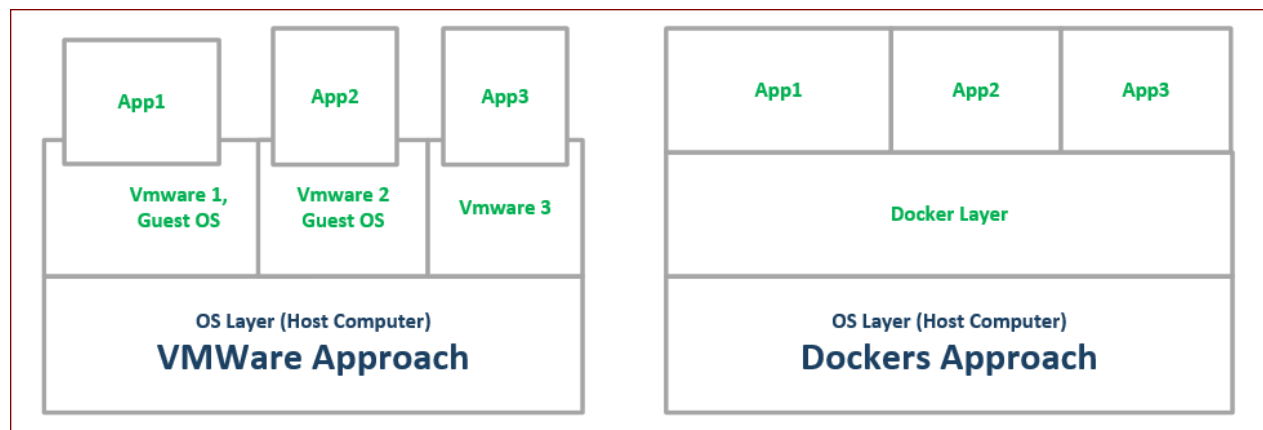 App1
App2
App3
Vmware 1,
Guest OS
Vmware 2
Guest OS
Vmware 3
OS Layer (Host Computer)
VMWare Approach
App1
App2
App3
Docker Layer
OS Layer (Host Computer)
Dockers Approach